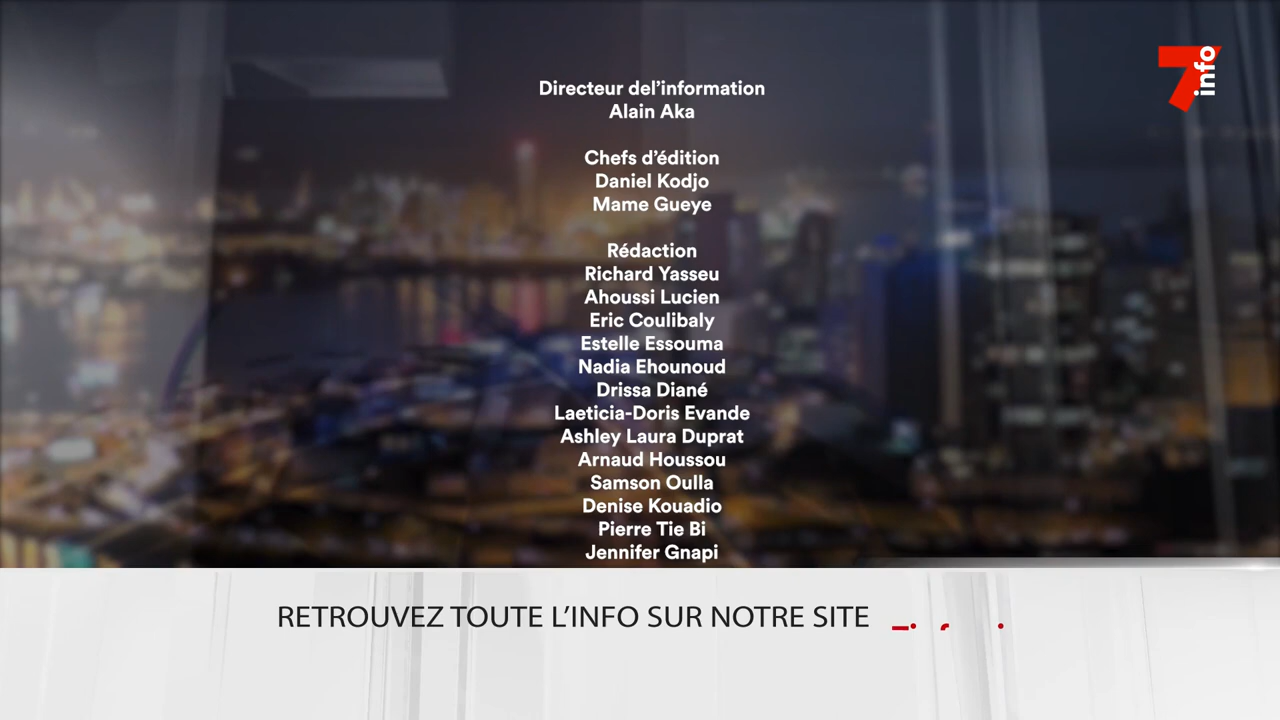 7info
Directeur del’information
Alain Aka
Chefs d’édition
Daniel Kodjo
Mame Gueye
Rédaction
Richard Yasseu
Ahoussi Lucien
Eric Coulibaly
Estelle Essouma
Nadia Ehounoud
Drissa Diané
Laeticia-Doris Evande
Ashley Laura Duprat
Arnaud Houssou
Samson Oulla
Denise Kouadio
Pierre Tie Bi
Jennifer Gnapi
RETROUVEZ TOUTE L’INFO SUR NOTRE SITE